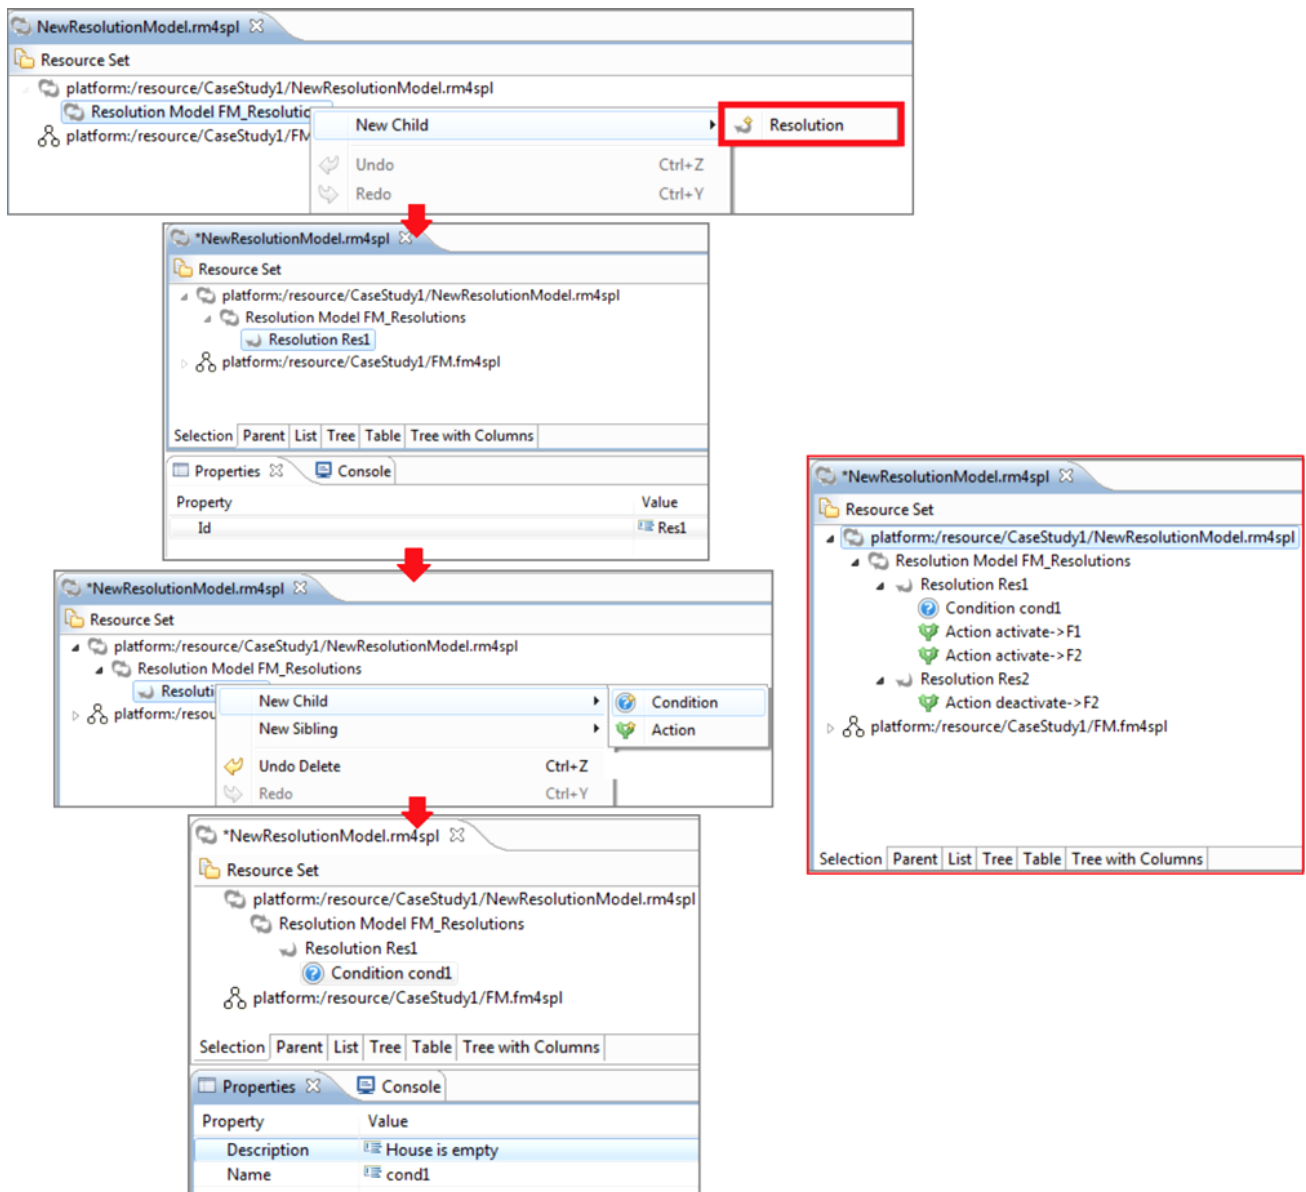 NewResolutionModel.rm4spl
Resource Set
platform:/resource/CaseStudy1/NewResolutionModel.rm4spl
Resolution Model FM_Resolutic
platform:/resource/CaseStudy1/FM
New Child
Resolution
Undo Ctrl+Z
Redo Ctrl+Y
*NewResolutionModel.rm4spl
Resource Set
platform:/resource/CaseStudy1/NewResolutionModel.rm4spl
Resolution Model FM_Resolutions
Resolution Res1
platform:/resource/CaseStudy1/FM.fm4spl
Selection Parent List Tree Table Tree with Columns
Properties Console
Property Value
Id Res1
*NewResolutionModel.rm4spl
Resource Set
platform:/resource/CaseStudy1/NewResolutionModel.rm4spl
Resolution Model FM_Resolutions
Resoluti
platform:/resou
New Child
Condition
New Sibling
Action
Undo Delete Ctrl+Z
Redo Ctrl+Y
*NewResolutionModel.rm4spl
Resource Set
platform:/resource/CaseStudy1/NewResolutionModel.rm4spl
Resolution Model FM_Resolutions
Resolution Res1
Condition cond1
platform:/resource/CaseStudy1/FM.fm4spl
Selection Parent List Tree Table Tree with Columns
Properties Console
Property Value
Description House is empty
Name cond1
*NewResolutionModel.rm4spl
Resource Set
platform:/resource/CaseStudy1/NewResolutionModel.rm4spl
Resolution Model FM_Resolutions
Resolution Res1
Condition cond1
Action activate->F1
Action activate->F2
Resolution Res2
Action deactivate->F2
platform:/resource/CaseStudy1/FM.fm4spl
Selection Parent List Tree Table Tree with Columns